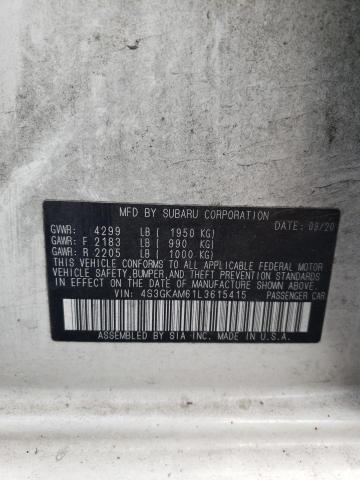 MFD BY SUBARU CORPORATION
DATE: 03/20
GVWR: 4299 LB ( 1950 KG)
GAWR: F 2183 LB ( 990 KG)
GAWR: R 2205 LB ( 1000 KG)
THIS VEHICLE CONFORMS TO ALL APPLICABLE FEDERAL MOTOR
VEHICLE SAFETY, BUMPER, AND THEFT PREVENTION STANDARDS
IN EFFECT ON THE DATE OF MANUFACTURE SHOWN ABOVE.
VIN: 4S3GKAM61L3615415 PASSENGER CAR
ASSEMBLED BY SIA INC. MADE IN U.S.A.